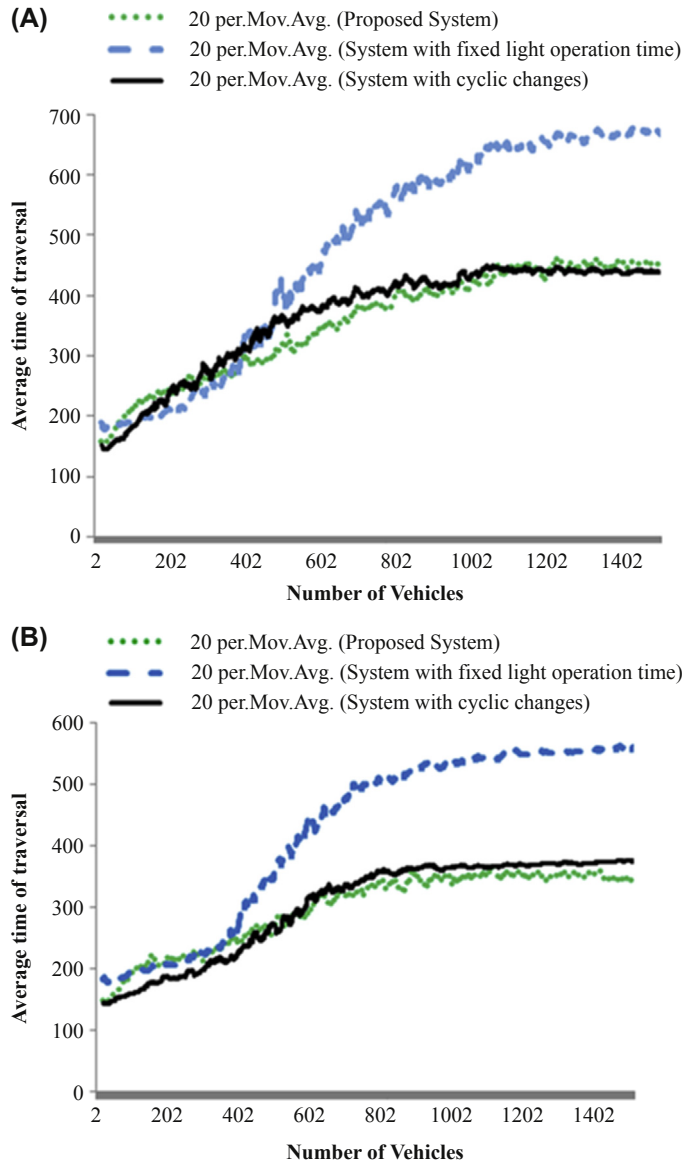 (A)
20 per.Mov.Avg. (Proposed System)
20 per.Mov.Avg. (System with fixed light operation time)
20 per.Mov.Avg. (System with cyclic changes)
700
600
500
400
300
200
100
0
Average time of traversal
2 202 402 602 802 1002 1202 1402
Number of Vehicles
(B)
20 per.Mov.Avg. (Proposed System)
20 per.Mov.Avg. (System with fixed light operation time)
20 per.Mov.Avg. (System with cyclic changes)
600
500
400
300
200
100
0
Average time of traversal
2 202 402 602 802 1002 1202 1402
Number of Vehicles